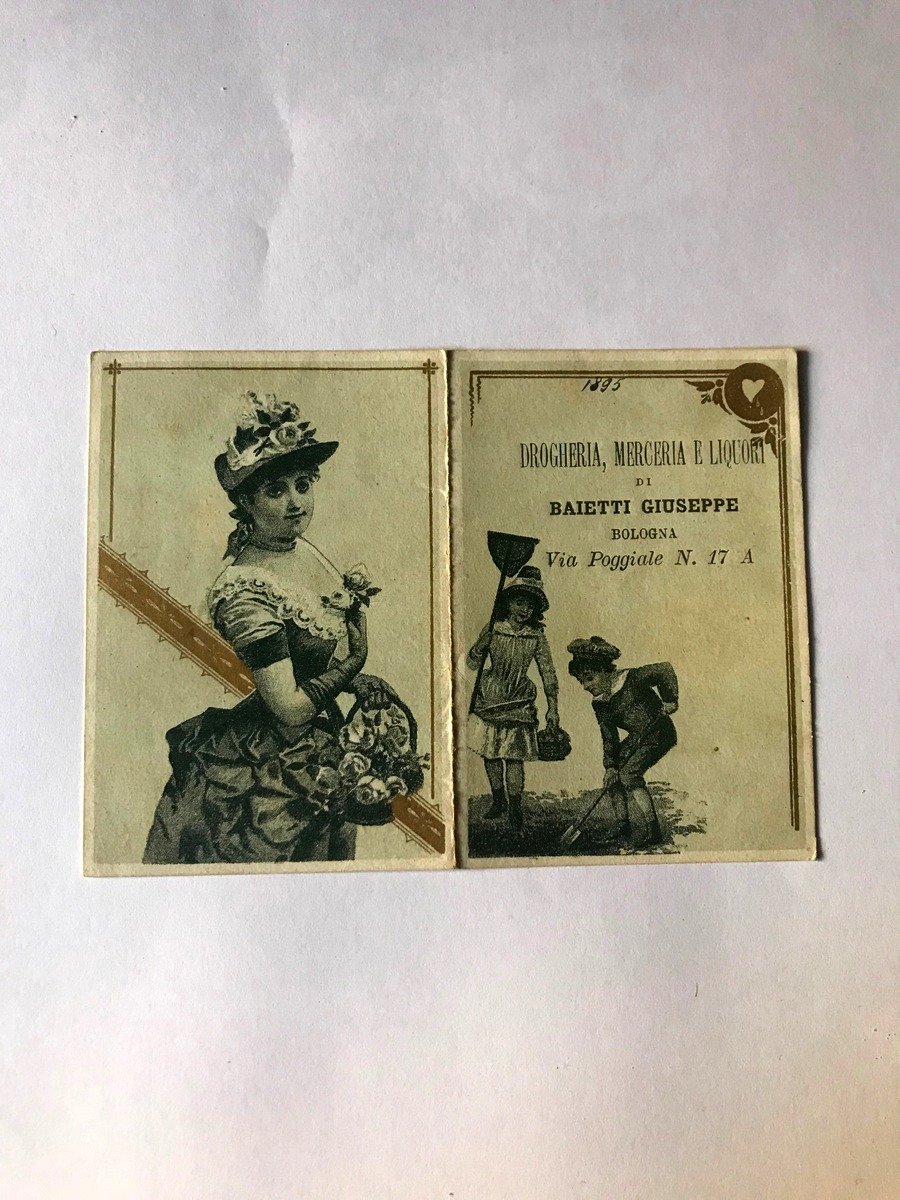 1895
DROGHERIA, MERCERIA E LIQUORI
DI
BAIETTI GIUSEPPE
BOLOGNA
Via Poggiale N. 17 A